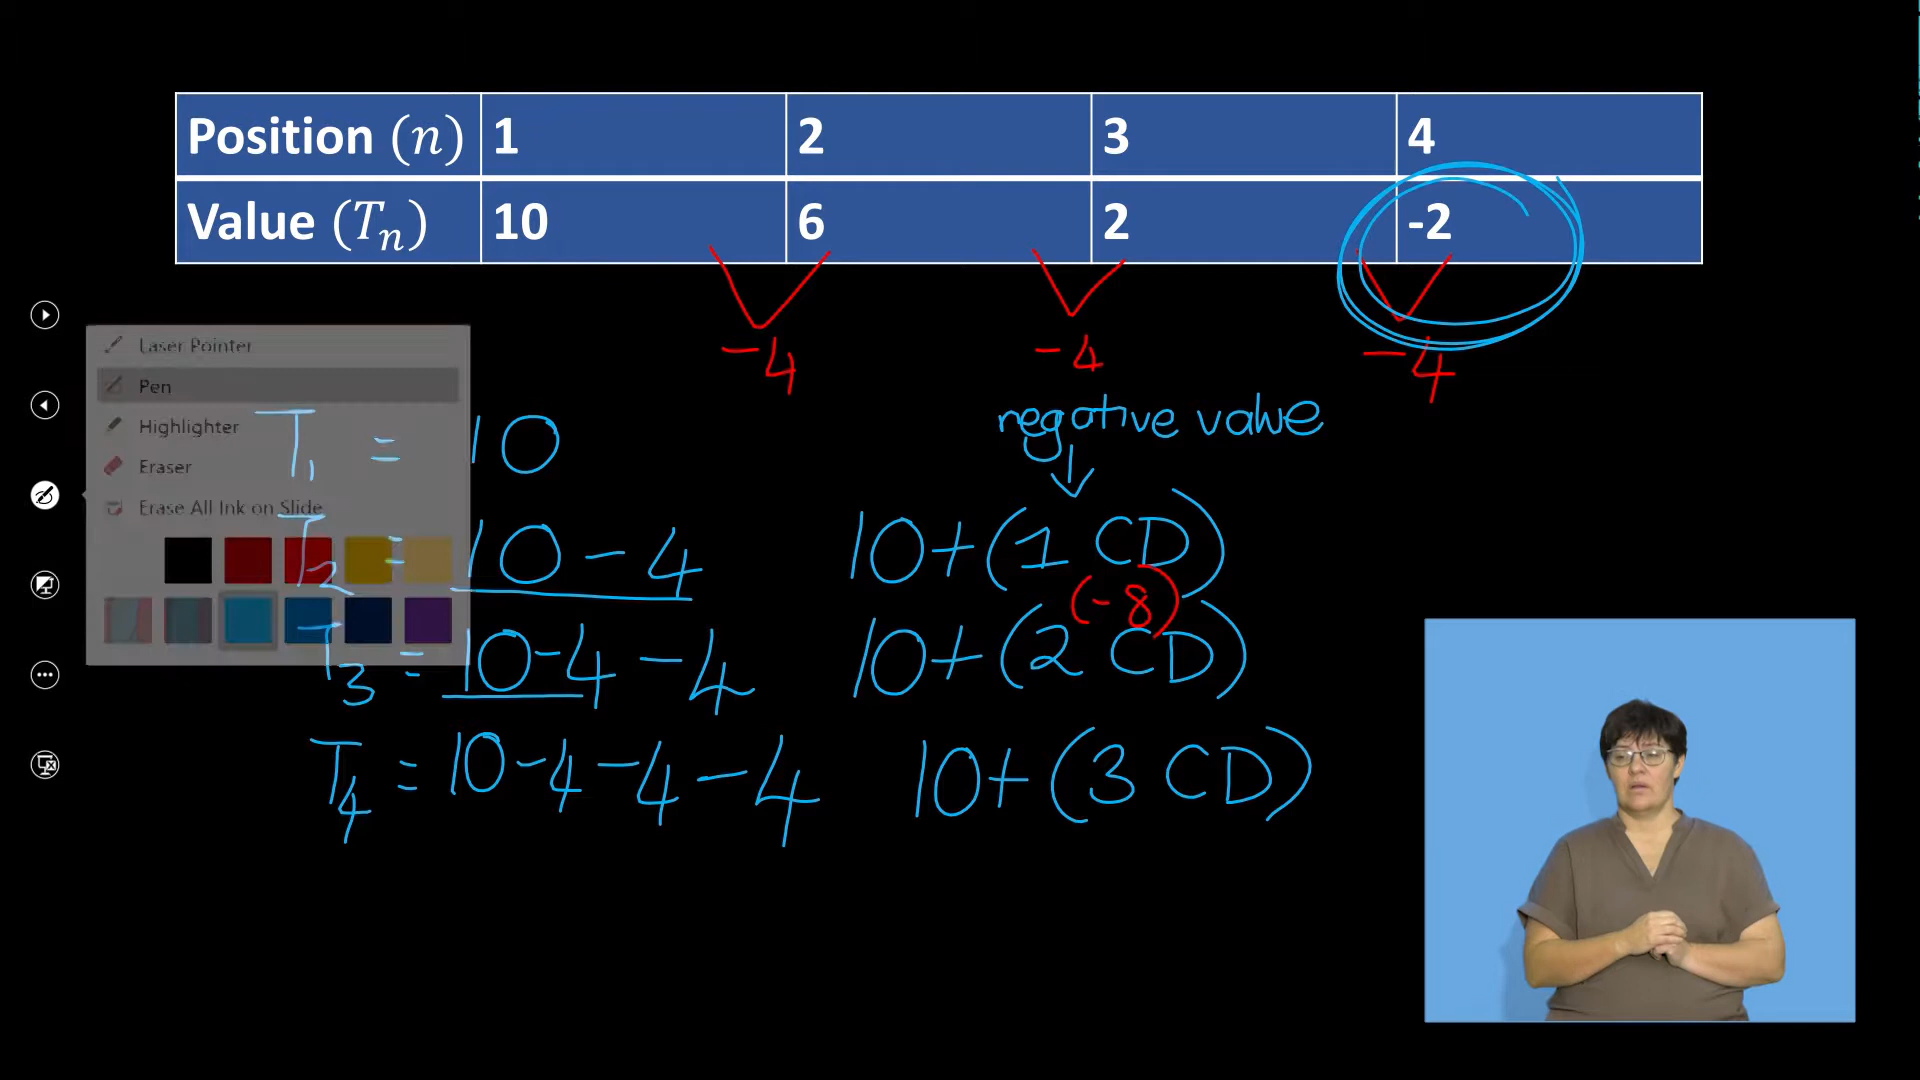 Position (n) 1 2 3 4
Value (Tₙ) 10 6 2 -2
-4 -4 -4
Laser Pointer
Pen
Highlighter
Eraser
Erase All Ink on Slide
negative value
T₁ = 10
T₂ = 10 - 4 10 + (1 CD)
(-8)
T₃ = 10 - 4 - 4 10 + (2 CD)
T₄ = 10 - 4 - 4 - 4 10 + (3 CD)